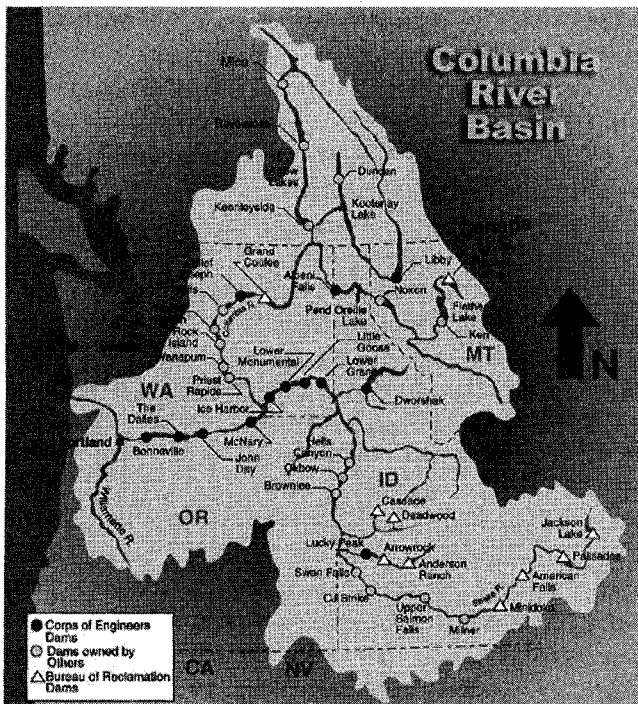 Columbia
River
Basin
Mica
Duncan
Kootenay
Lake
Keenleyside
Grand
Coulee
Albeni
Falls
Libby
Noxon
Pend Oreille
Lake
Kerr
Lake
MT
N
Rock
Island
Columbia R.
Priest
Rapids
Lower
Monumental
Little
Goose
Lower
WA
Ice Harbor
Dworshak
The
Dalles
McNary
John
Day
Bonneville
Willamette R.
OR
Hells
Canyon
Oxbow
Brownlee
ID
Cascade
Deadwood
Lucky Peak
Arrowrock
Anderson
Ranch
Swan Falls
CJ Strike
Upper
Salmon
Falls
Milner
Snake R.
Minidoka
American
Falls
Palisades
Jackson
Lake
CA
NV
Corps of Engineers
Dams
Dams owned by
Others
Bureau of Reclamation
Dams